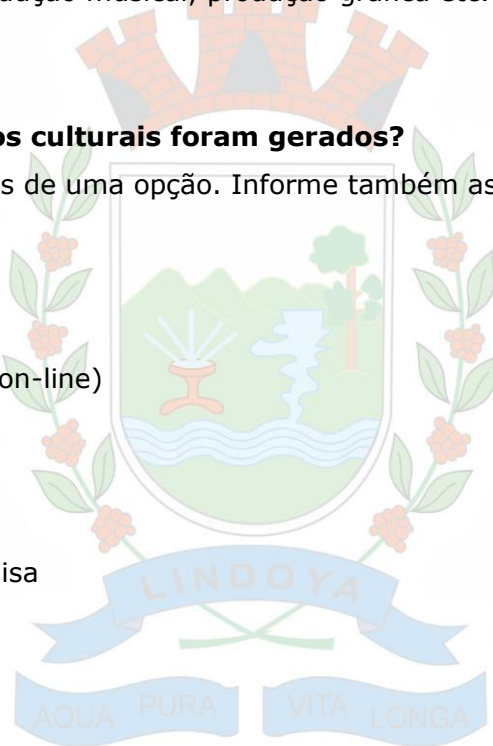 dução musical, produção gráfica etc.
os culturais foram gerados?
s de uma opção. Informe também as
on-line)
isa
LINDOYA
AQUA PURA VITA LONGA